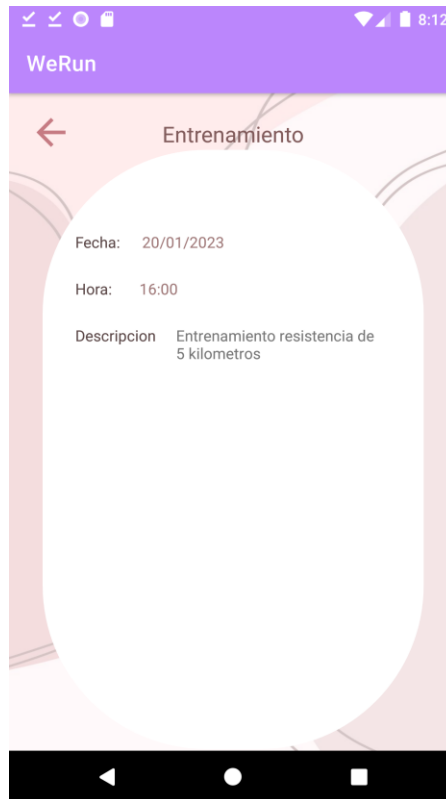 8:12
WeRun
Entrenamiento
Fecha: 20/01/2023
Hora: 16:00
Descripcion Entrenamiento resistencia de
5 kilometros